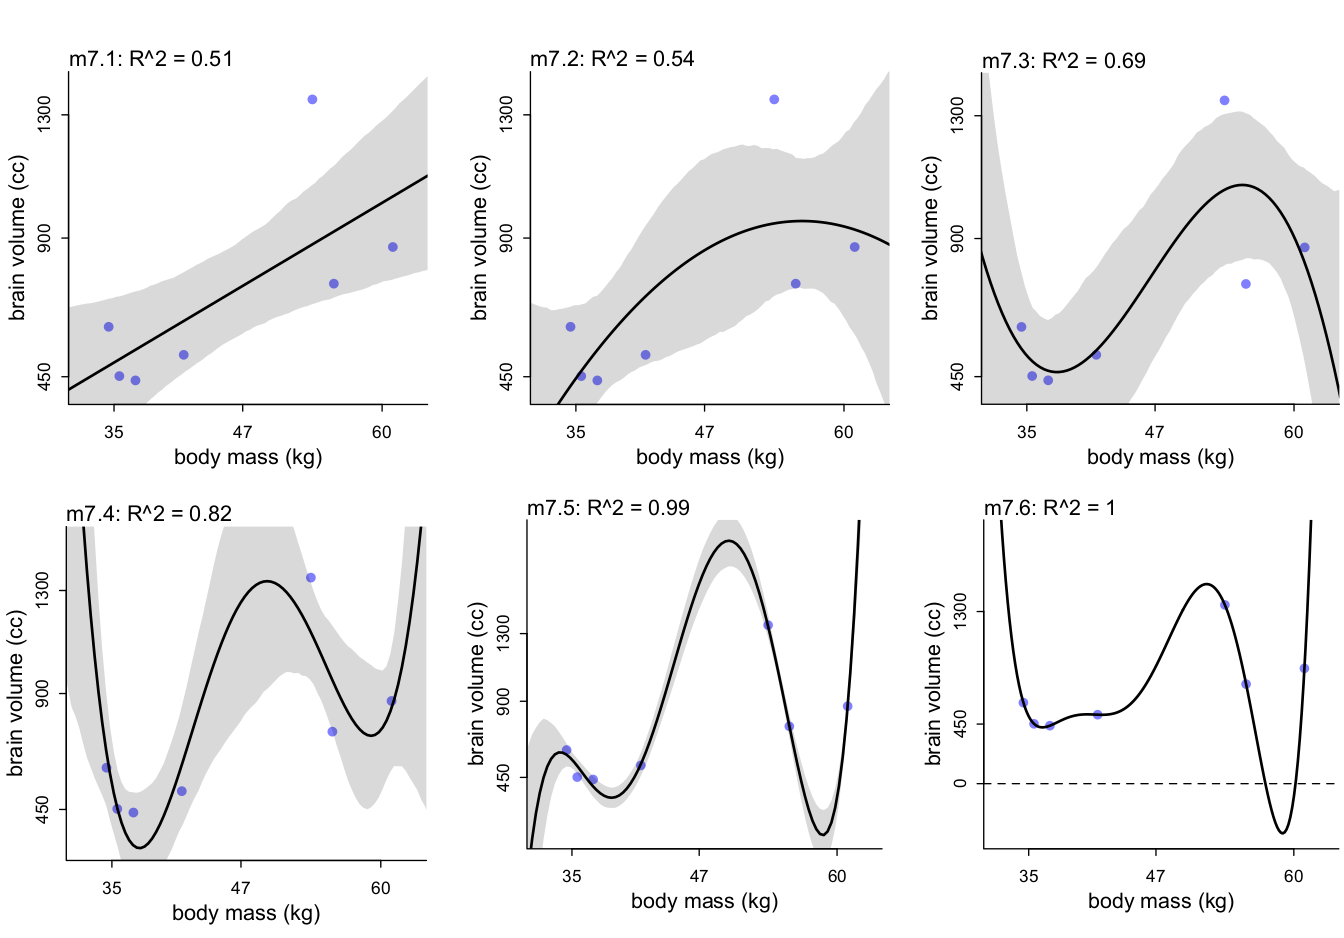 m7.1: R^2 = 0.51
brain volume (cc)
1300
900
450
35 47 60
body mass (kg)
m7.2: R^2 = 0.54
brain volume (cc)
1300
900
450
35 47 60
body mass (kg)
m7.3: R^2 = 0.69
brain volume (cc)
1300
900
450
35 47 60
body mass (kg)
m7.4: R^2 = 0.82
brain volume (cc)
1300
900
450
35 47 60
body mass (kg)
m7.5: R^2 = 0.99
brain volume (cc)
1300
900
450
35 47 60
body mass (kg)
m7.6: R^2 = 1
brain volume (cc)
1300
450
0
35 47 60
body mass (kg)